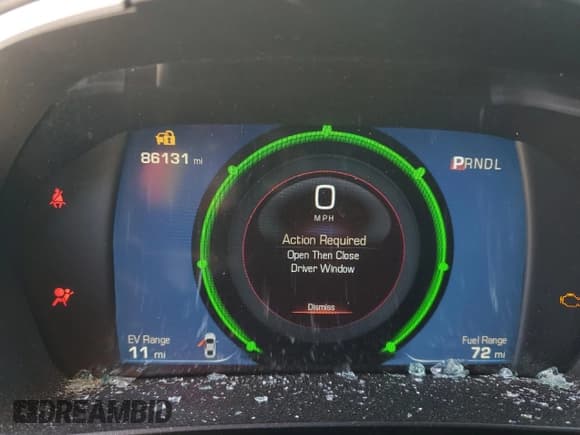 86131 mi
PRNDL
0
MPH
Action Required
Open Then Close
Driver Window
Dismiss
EV Range
11 mi
Fuel Range
72 mi
DREAMBID